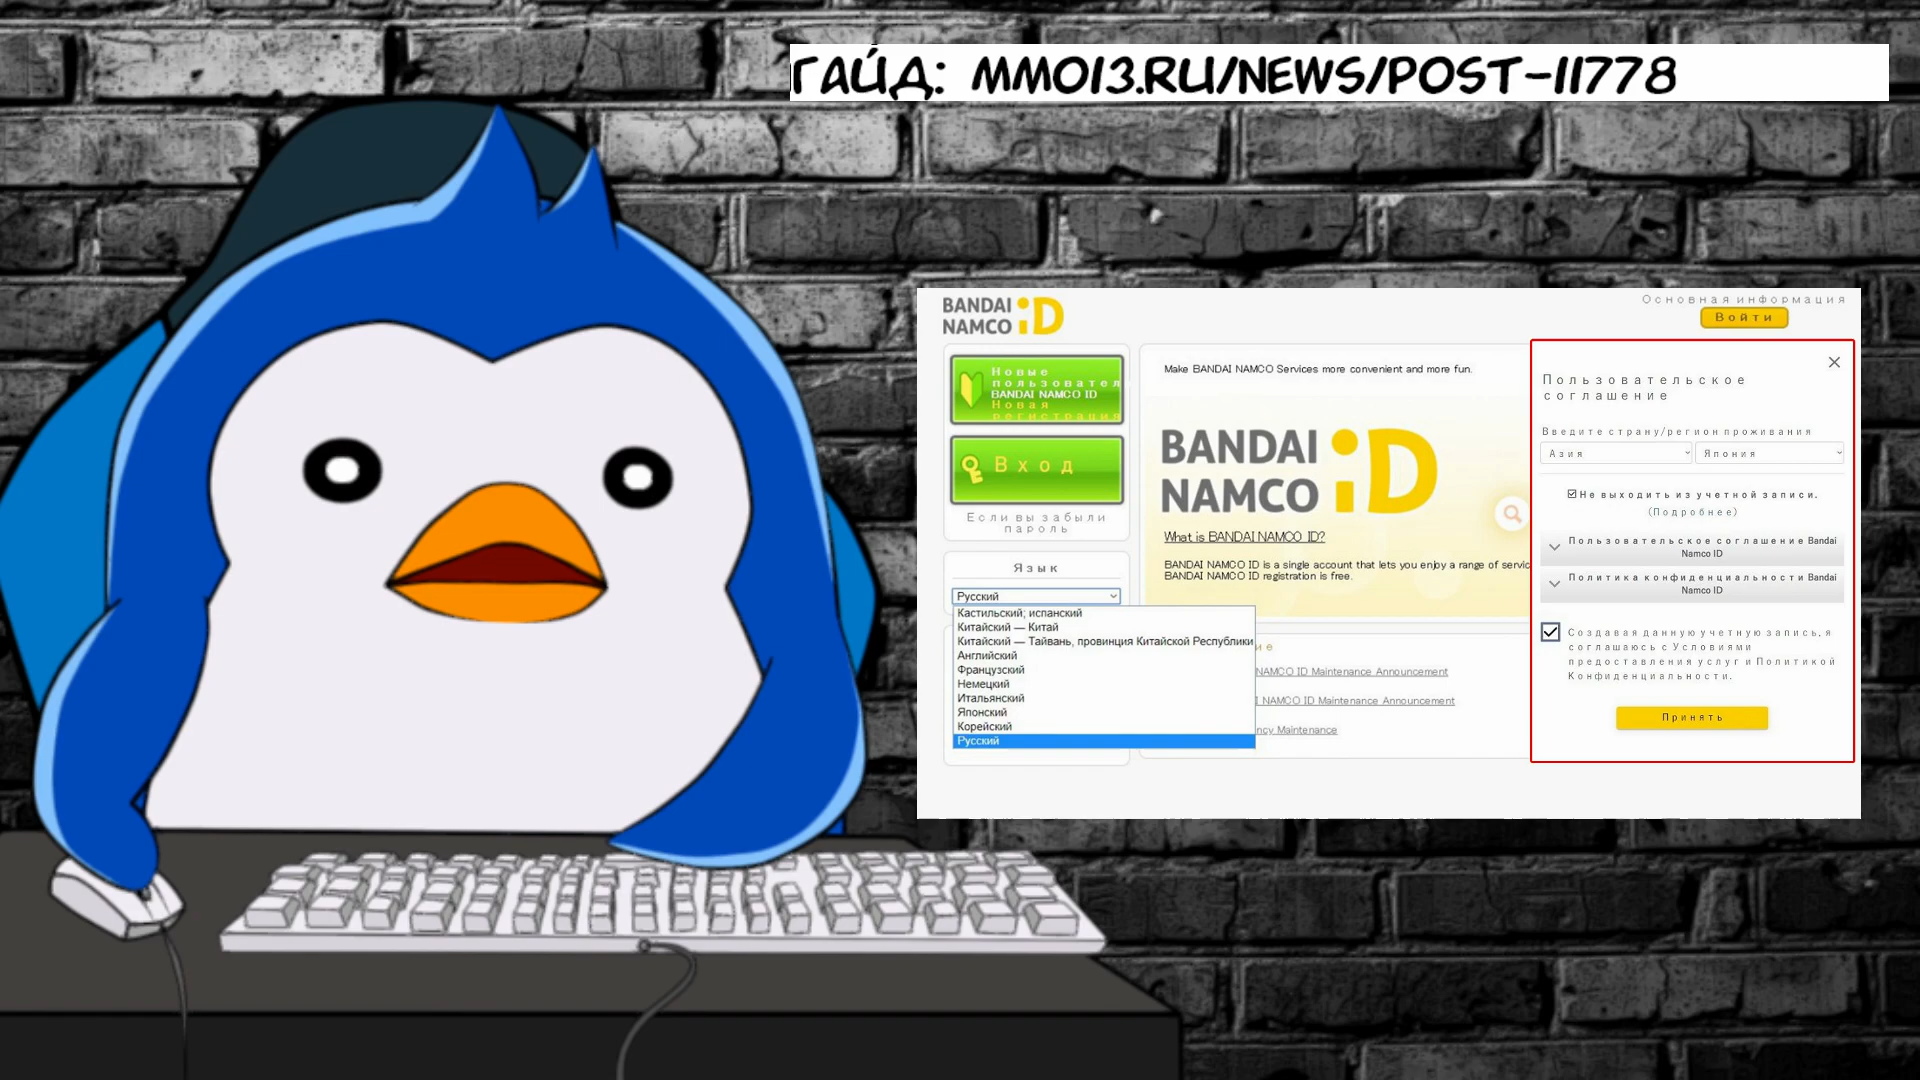 ГАЙД: MMO13.RU/NEWS/POST-11778
BANDAI
NAMCO iD
Основная информация
Войти
Новые
пользовател
BANDAI NAMCO ID
Новая
регистрация
Вход
Если вы забыли
пароль
Язык
Русский
Кастильский; испанский
Китайский — Китай
Китайский — Тайвань, провинция Китайской Республики
Английский
Французский
Немецкий
Итальянский
Японский
Корейский
Русский
Make BANDAI NAMCO Services more convenient and more fun.
BANDAI
NAMCO iD
What is BANDAI NAMCO ID?
BANDAI NAMCO ID is a single account that lets you enjoy a range of servic
BANDAI NAMCO ID registration is free.
ие
NAMCO ID Maintenance Announcement
I NAMCO ID Maintenance Announcement
ncy Maintenance
Пользовательское
соглашение
Введите страну/регион проживания
Азия Япония
Не выходить из учетной записи.
(Подробнее)
Пользовательское соглашение Bandai
Namco ID
Политика конфиденциальности Bandai
Namco ID
Создавая данную учетную запись, я
соглашаюсь с Условиями
предоставления услуг и Политикой
Конфиденциальности.
Принять